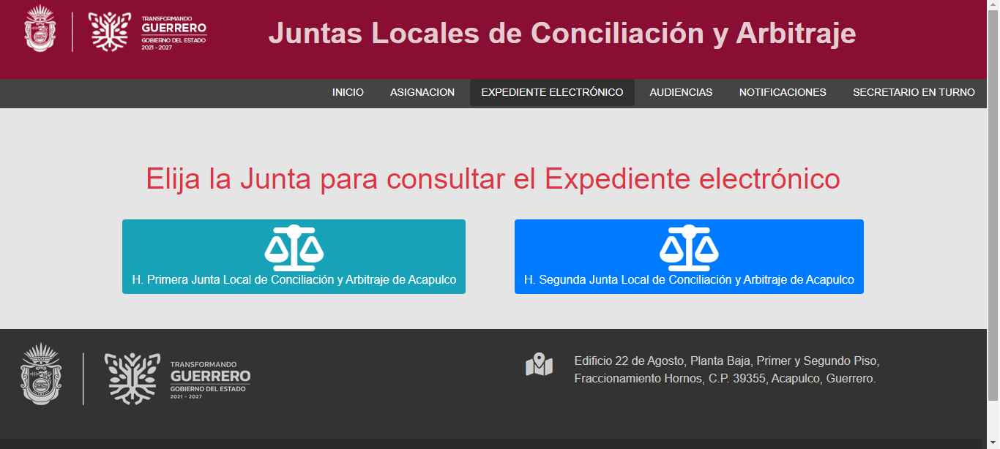 TRANSFORMANDO
GUERRERO
GOBIERNO DEL ESTADO
2021 - 2027
Juntas Locales de Conciliación y Arbitraje
INICIO ASIGNACION EXPEDIENTE ELECTRÓNICO AUDIENCIAS NOTIFICACIONES SECRETARIO EN TURNO
Elija la Junta para consultar el Expediente electrónico
H. Primera Junta Local de Conciliación y Arbitraje de Acapulco
H. Segunda Junta Local de Conciliación y Arbitraje de Acapulco
TRANSFORMANDO
GUERRERO
GOBIERNO DEL ESTADO
2021 - 2027
Edificio 22 de Agosto, Planta Baja, Primer y Segundo Piso,
Fraccionamiento Hornos, C.P. 39355, Acapulco, Guerrero.